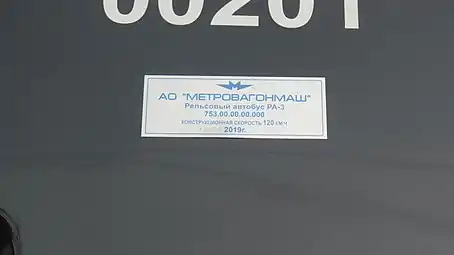 00201
АО "МЕТРОВАГОНМАШ"
Рельсовый автобус РА-3
753.00.00.00.000
КОНСТРУКЦИОННАЯ СКОРОСТЬ 120 КМ/Ч
2019г.